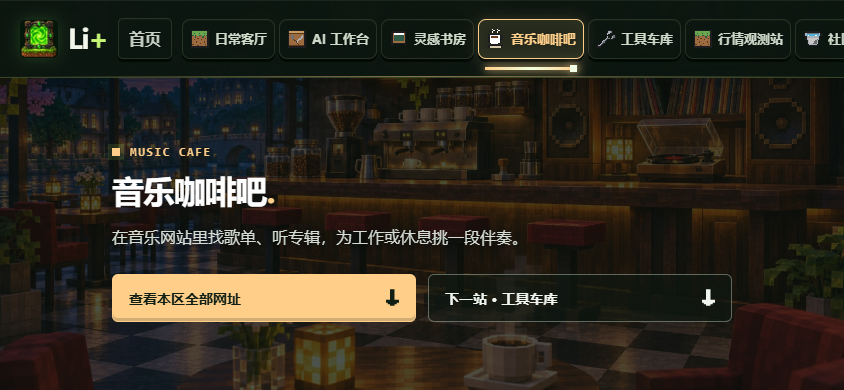 Li+
首页
日常客厅
AI 工作台
灵感书房
音乐咖啡吧
工具车库
行情观测站
MUSIC CAFE
音乐咖啡吧.
在音乐网站里找歌单、听专辑，为工作或休息挑一段伴奏。
查看本区全部网址
下一站 • 工具车库